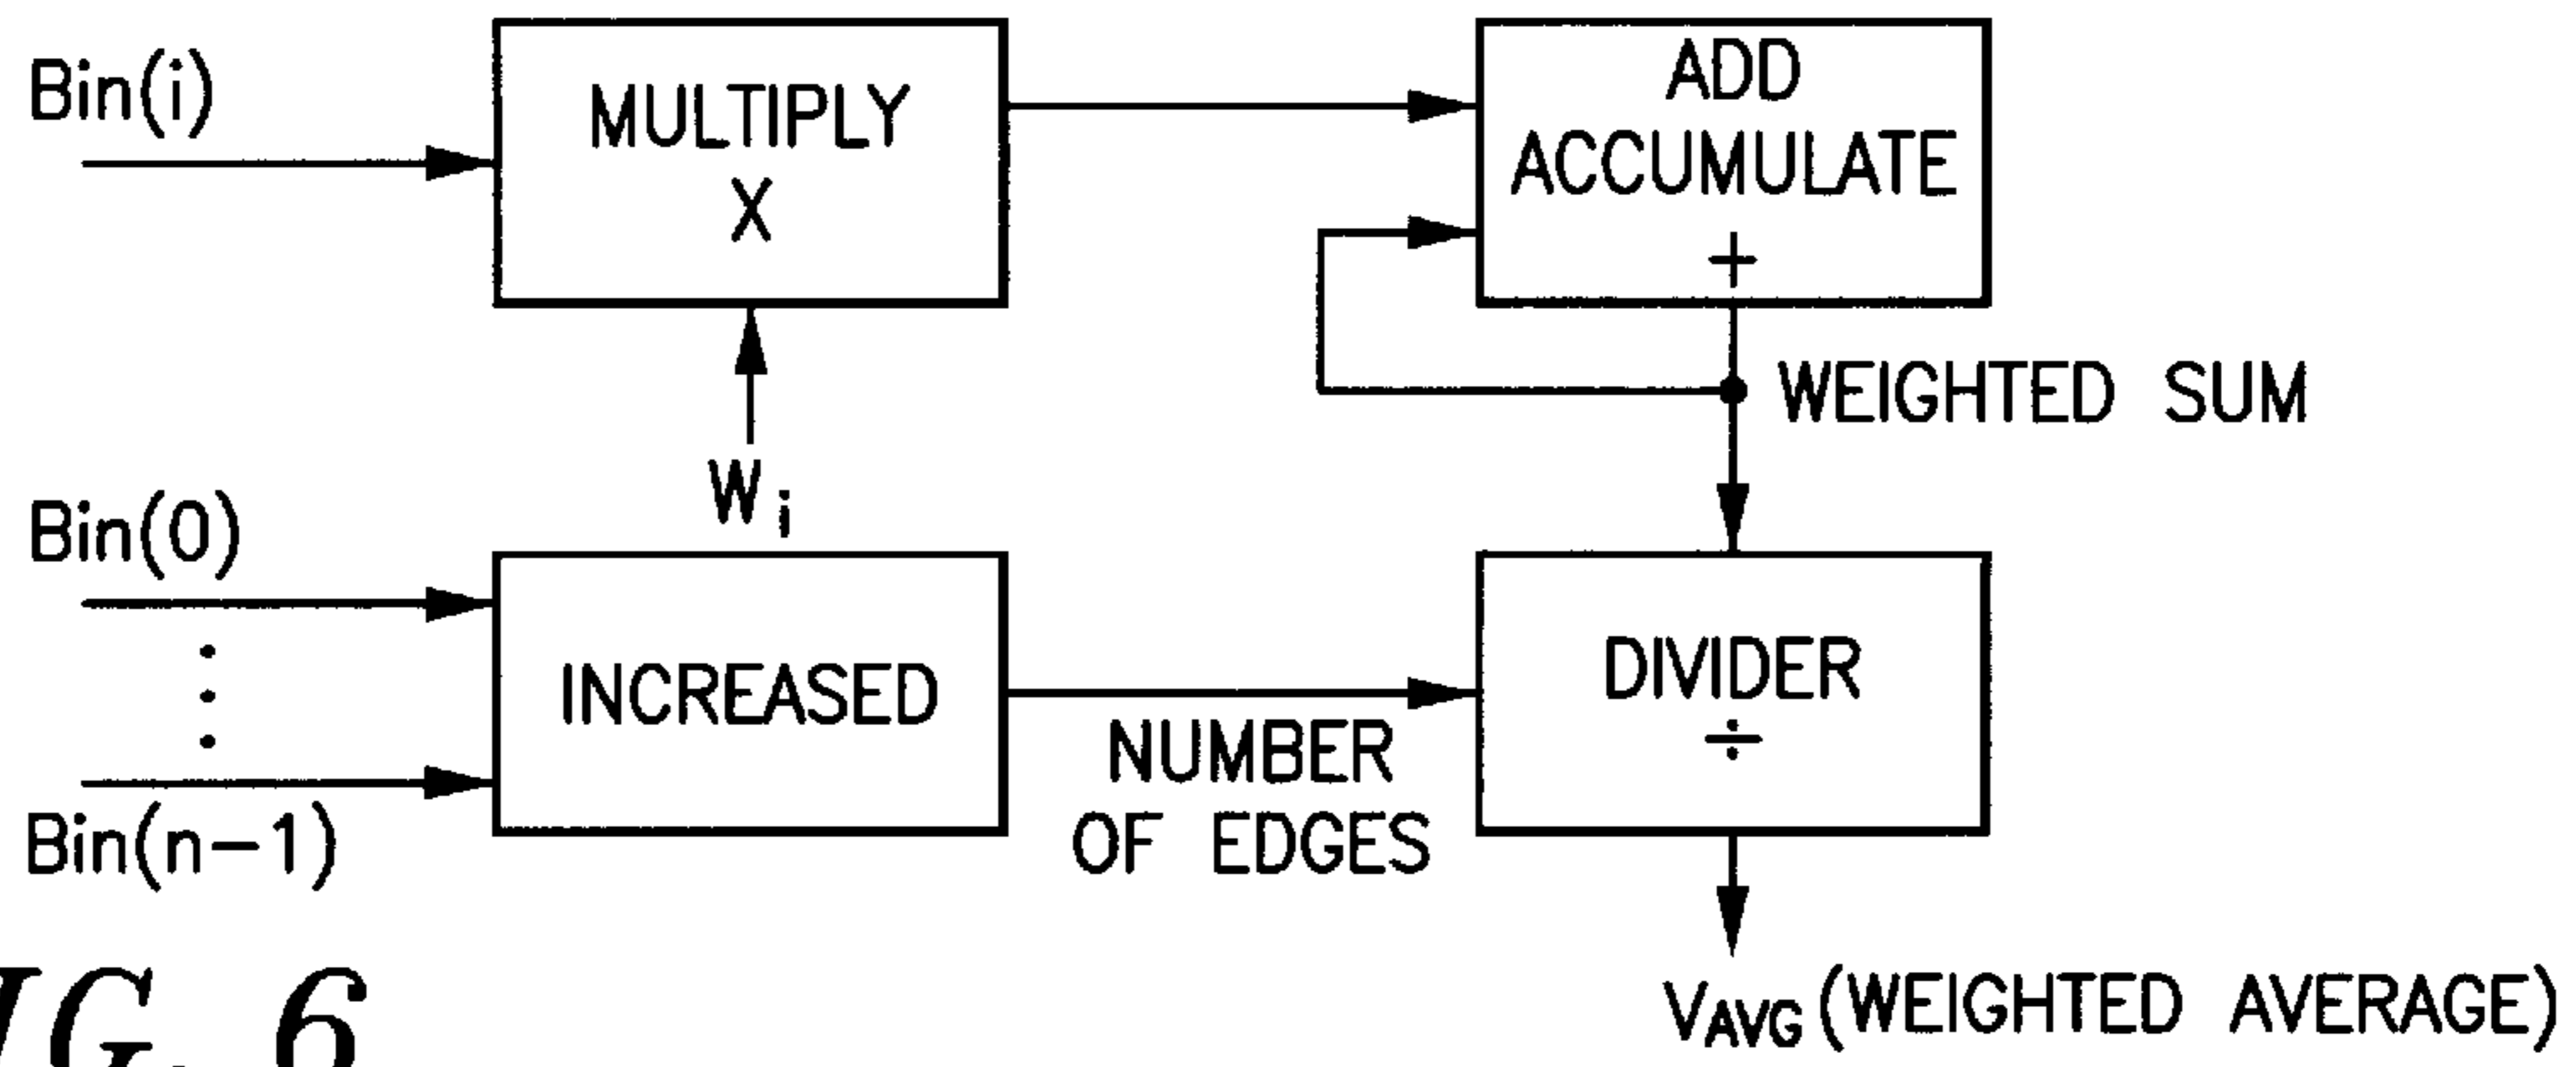 Bin(i)
MULTIPLY
X
ADD
ACCUMULATE
+
WEIGHTED SUM
Wi
Bin(0)
Bin(n-1)
INCREASED
NUMBER
OF EDGES
DIVIDER
÷
VAVG (WEIGHTED AVERAGE)
6